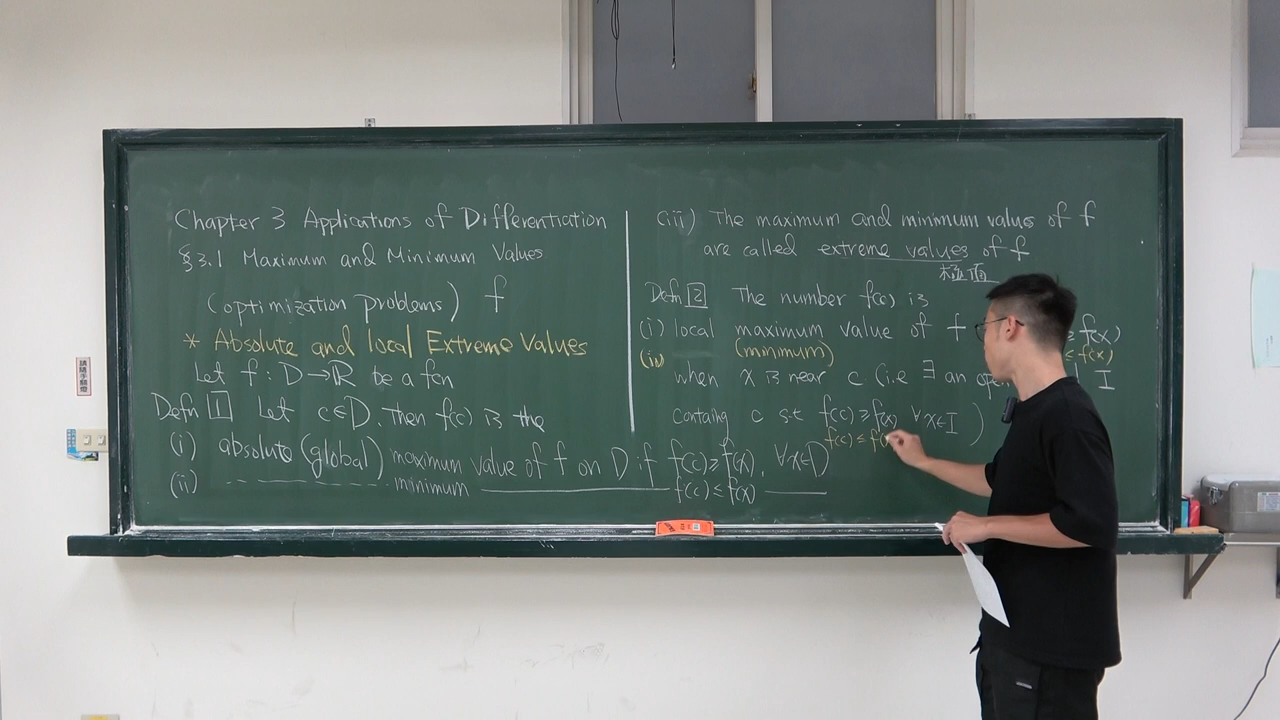 Chapter 3 Applications of Differentiation
§3.1 Maximum and Minimum Values
(optimization problems) f
* Absolute and local Extreme Values
Let f: D→ℝ be a fcn
Defn 1 Let c∈D, Then f(c) is the
(i) absolute (global) maximum value of f on D if f(c) ≥ f(x), ∀x∈D
(ii) minimum f(c) ≤ f(x)
(iii) The maximum and minimum values of f
are called extreme values of f
極值
Defn 2 The number f(c) is
(i) local maximum value of f ≥ f(x)
(ii) (minimum) ≤ f(x)
when x is near c (i.e ∃ an open I
containg c s.t f(c) ≥ f(x) ∀x∈I)
f(c) ≤